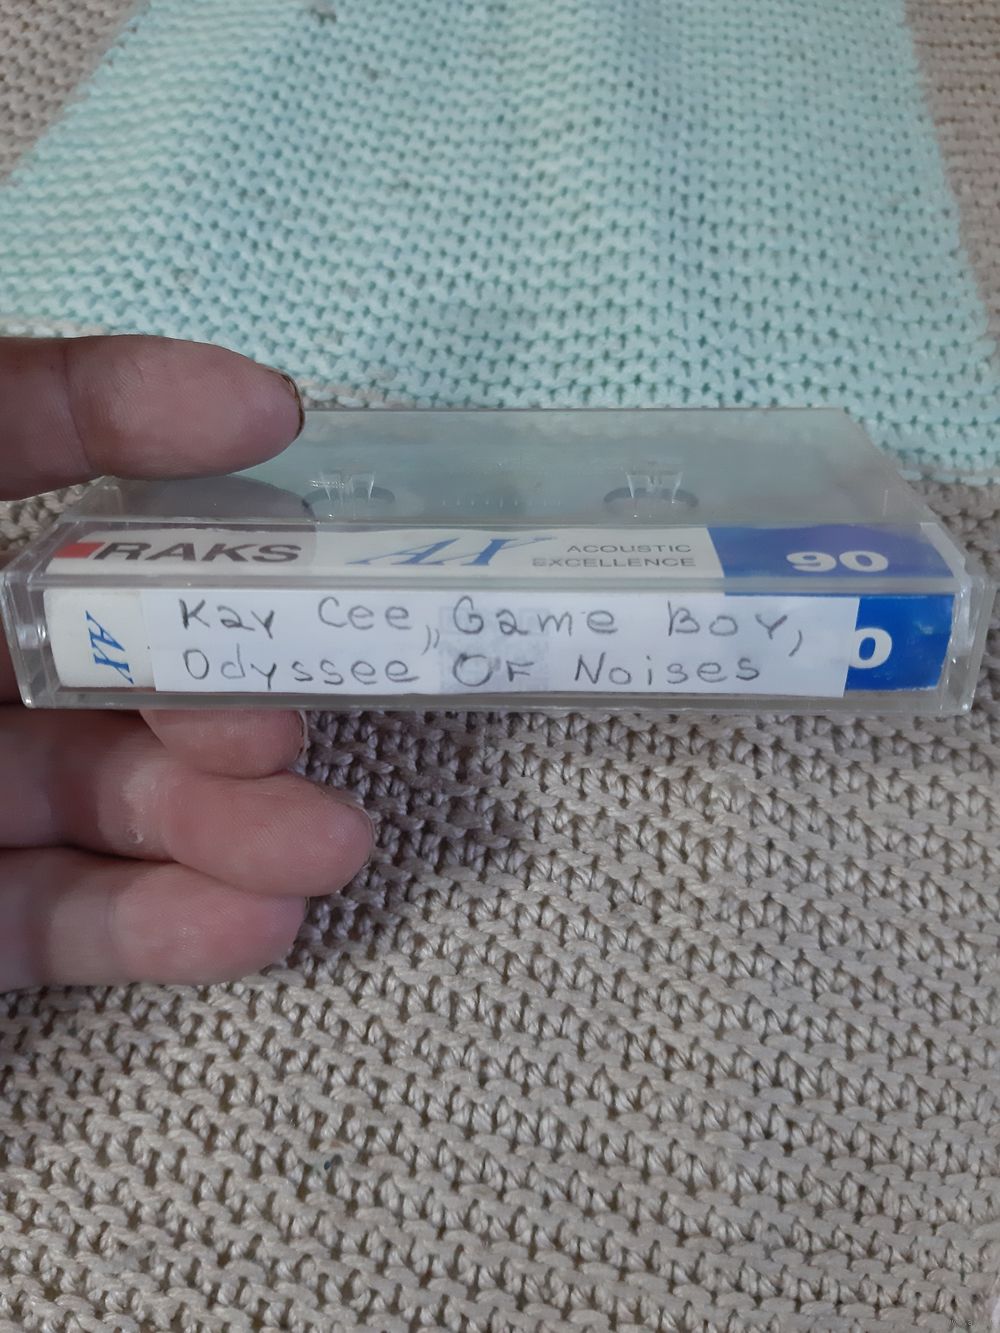 RAKS AX ACOUSTIC EXCELLENCE 90
AX
Kay Cee,, Game Boy,
Odyssee Of Noises